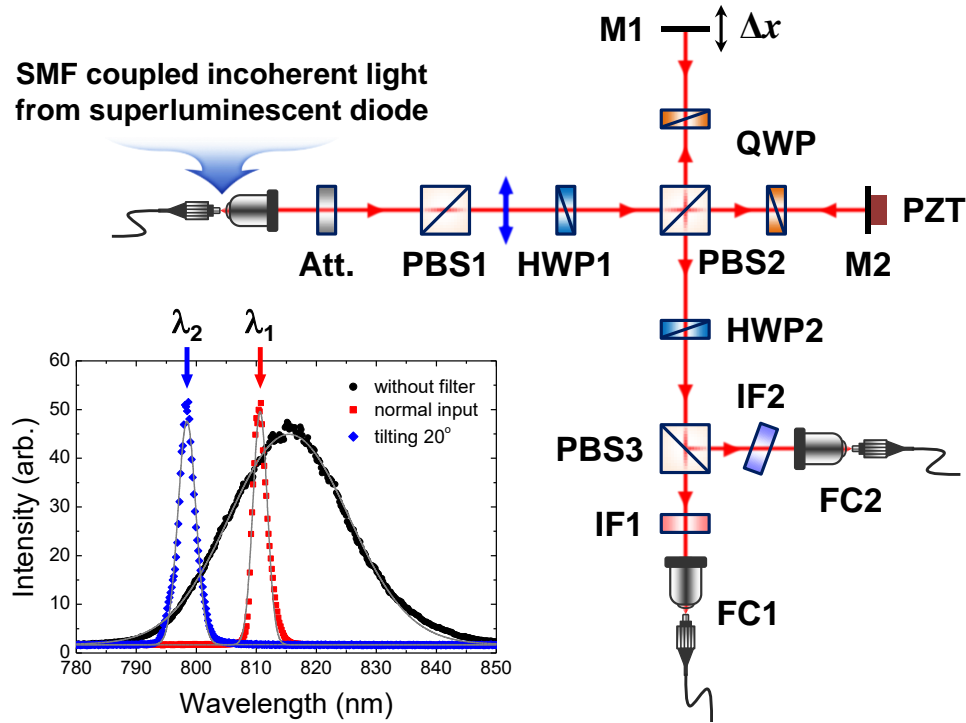 SMF coupled incoherent light
from superluminescent diode
M1
Δx
QWP
PZT
Att.
PBS1
HWP1
PBS2
M2
HWP2
IF2
PBS3
FC2
IF1
FC1
λ₂
λ₁
60
50
40
30
20
10
0
Intensity (arb.)
without filter
normal input
tilting 20°
780 790 800 810 820 830 840 850
Wavelength (nm)